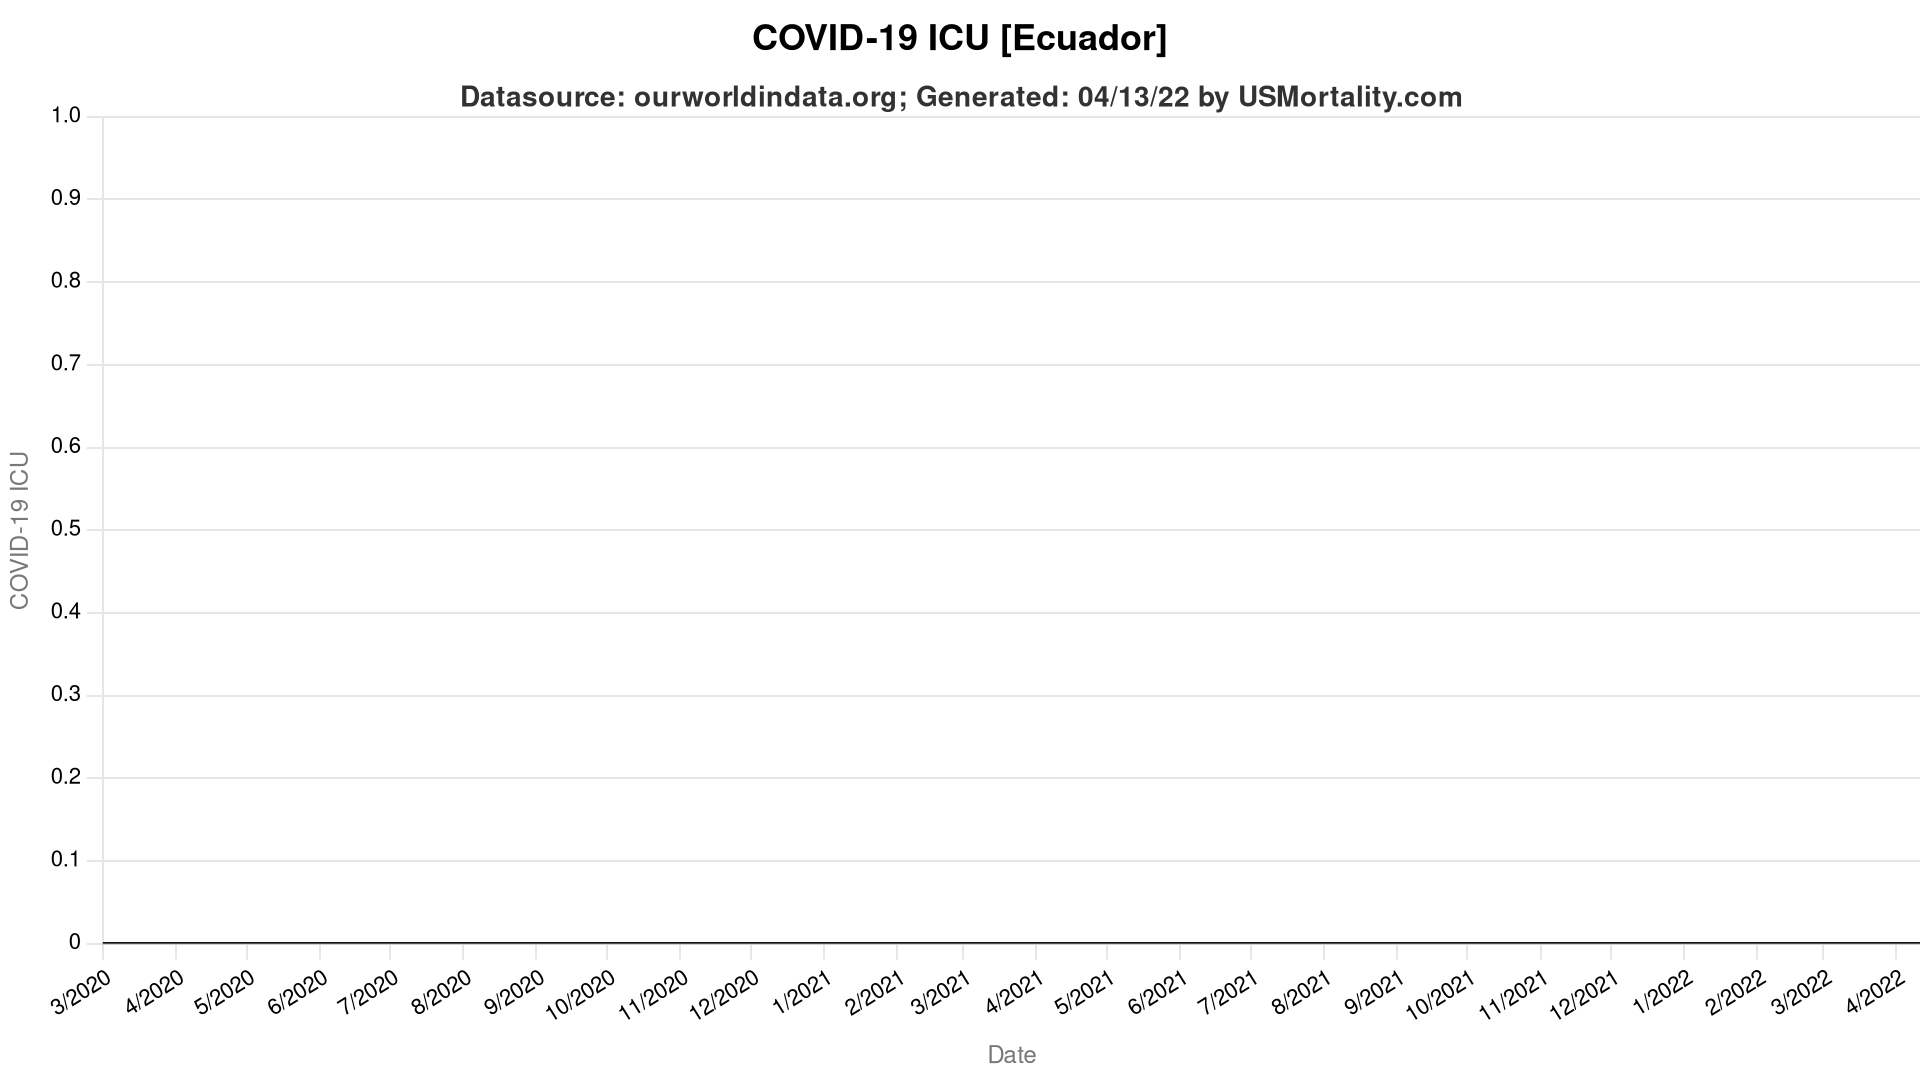 COVID-19 ICU [Ecuador]
Datasource: ourworldindata.org; Generated: 04/13/22 by USMortality.com
1.0
0.9
0.8
0.7
0.6
0.5
0.4
0.3
0.2
0.1
0
COVID-19 ICU
3/2020 4/2020 5/2020 6/2020 7/2020 8/2020 9/2020 10/2020 11/2020 12/2020 1/2021 2/2021 3/2021 4/2021 5/2021 6/2021 7/2021 8/2021 9/2021 10/2021 11/2021 12/2021 1/2022 2/2022 3/2022 4/2022
Date